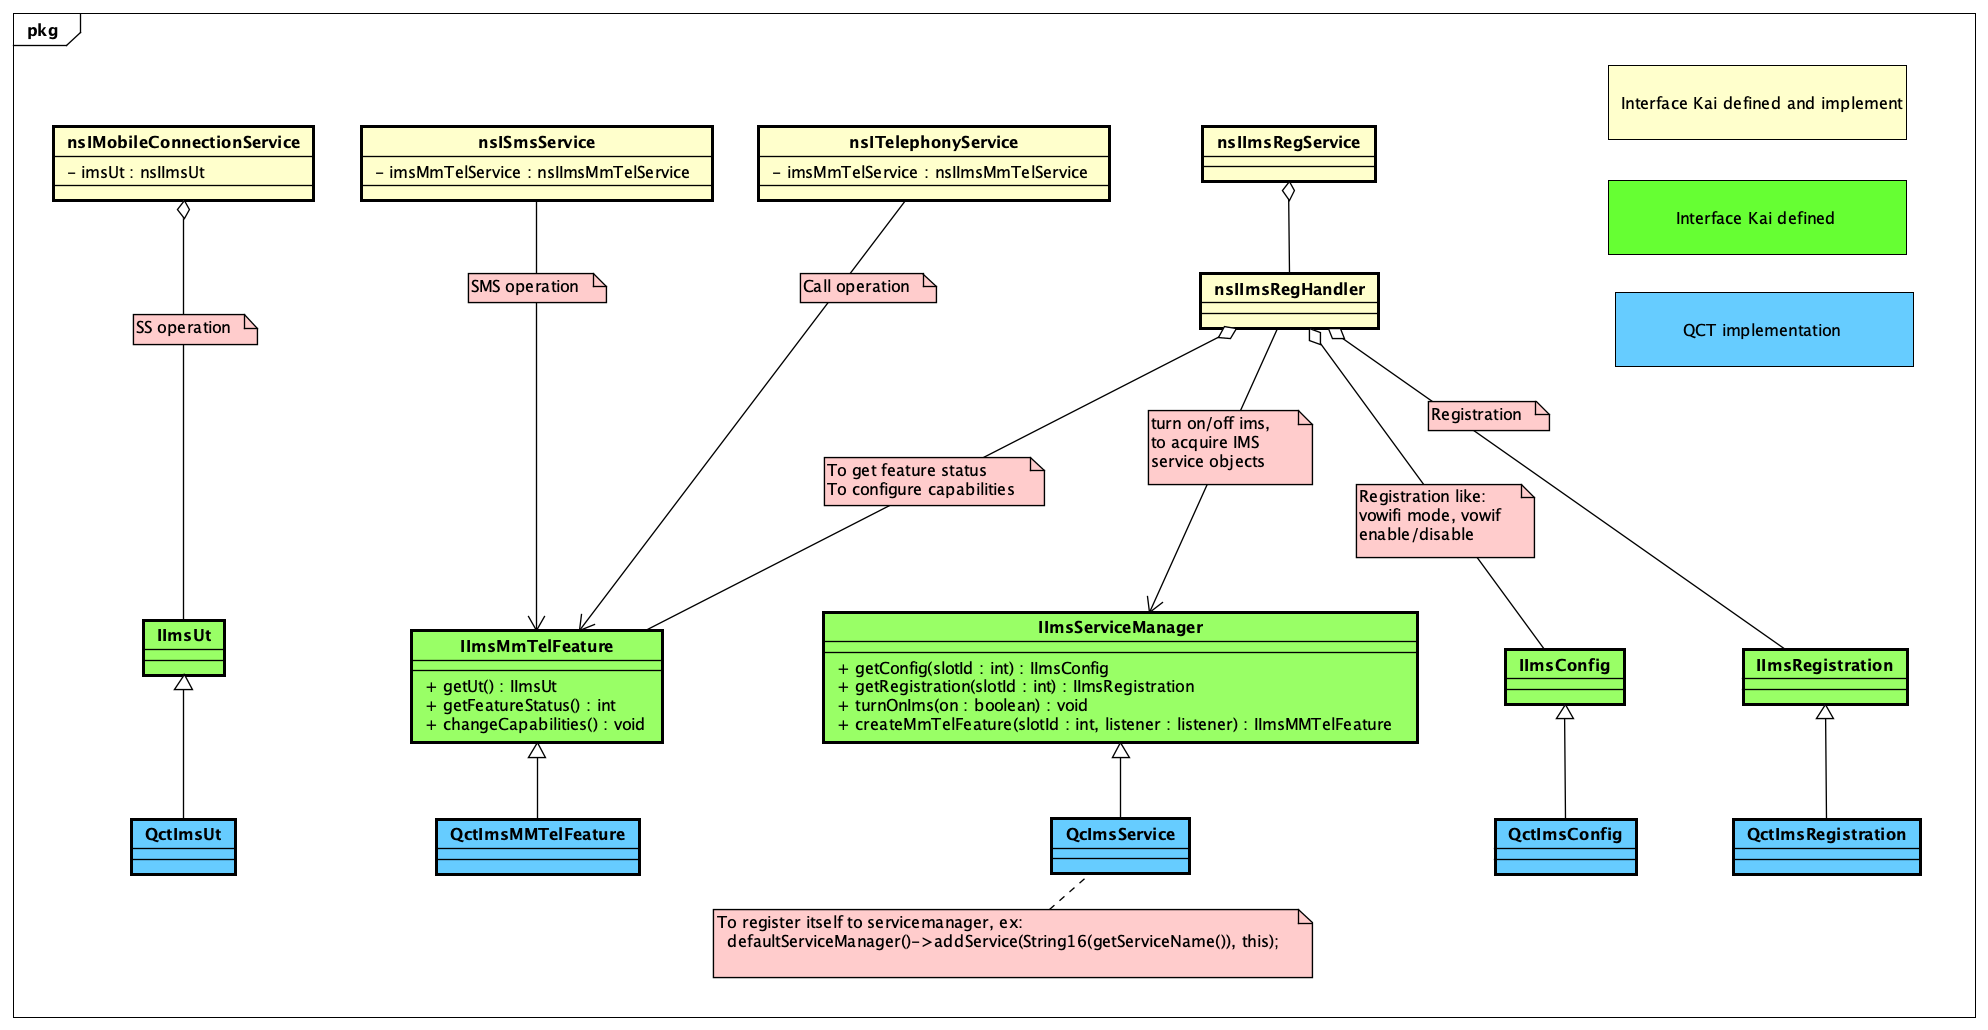 pkg
Interface Kai defined and implement
nsIMobileConnectionService
- imsUt : nsIImsUt
nsISmsService
- imsMmTelService : nsIImsMmTelService
nsITelephonyService
- imsMmTelService : nsIImsMmTelService
nsIImsRegService
Interface Kai defined
SMS operation
Call operation
nsIImsRegHandler
SS operation
QCT implementation
Registration
turn on/off ims,
to acquire IMS
service objects
To get feature status
To configure capabilities
Registration like:
vowifi mode, vowif
enable/disable
IImsUt
IImsMmTelFeature
+ getUt() : IImsUt
+ getFeatureStatus() : int
+ changeCapabilities() : void
IImsServiceManager
+ getConfig(slotId : int) : IImsConfig
+ getRegistration(slotId : int) : IImsRegistration
+ turnOnIms(on : boolean) : void
+ createMmTelFeature(slotId : int, listener : listener) : IImsMMTelFeature
IImsConfig
IImsRegistration
QctImsUt
QctImsMMTelFeature
QcImsService
QctImsConfig
QctImsRegistration
To register itself to servicemanager, ex:
defaultServiceManager()->addService(String16(getServiceName()), this);